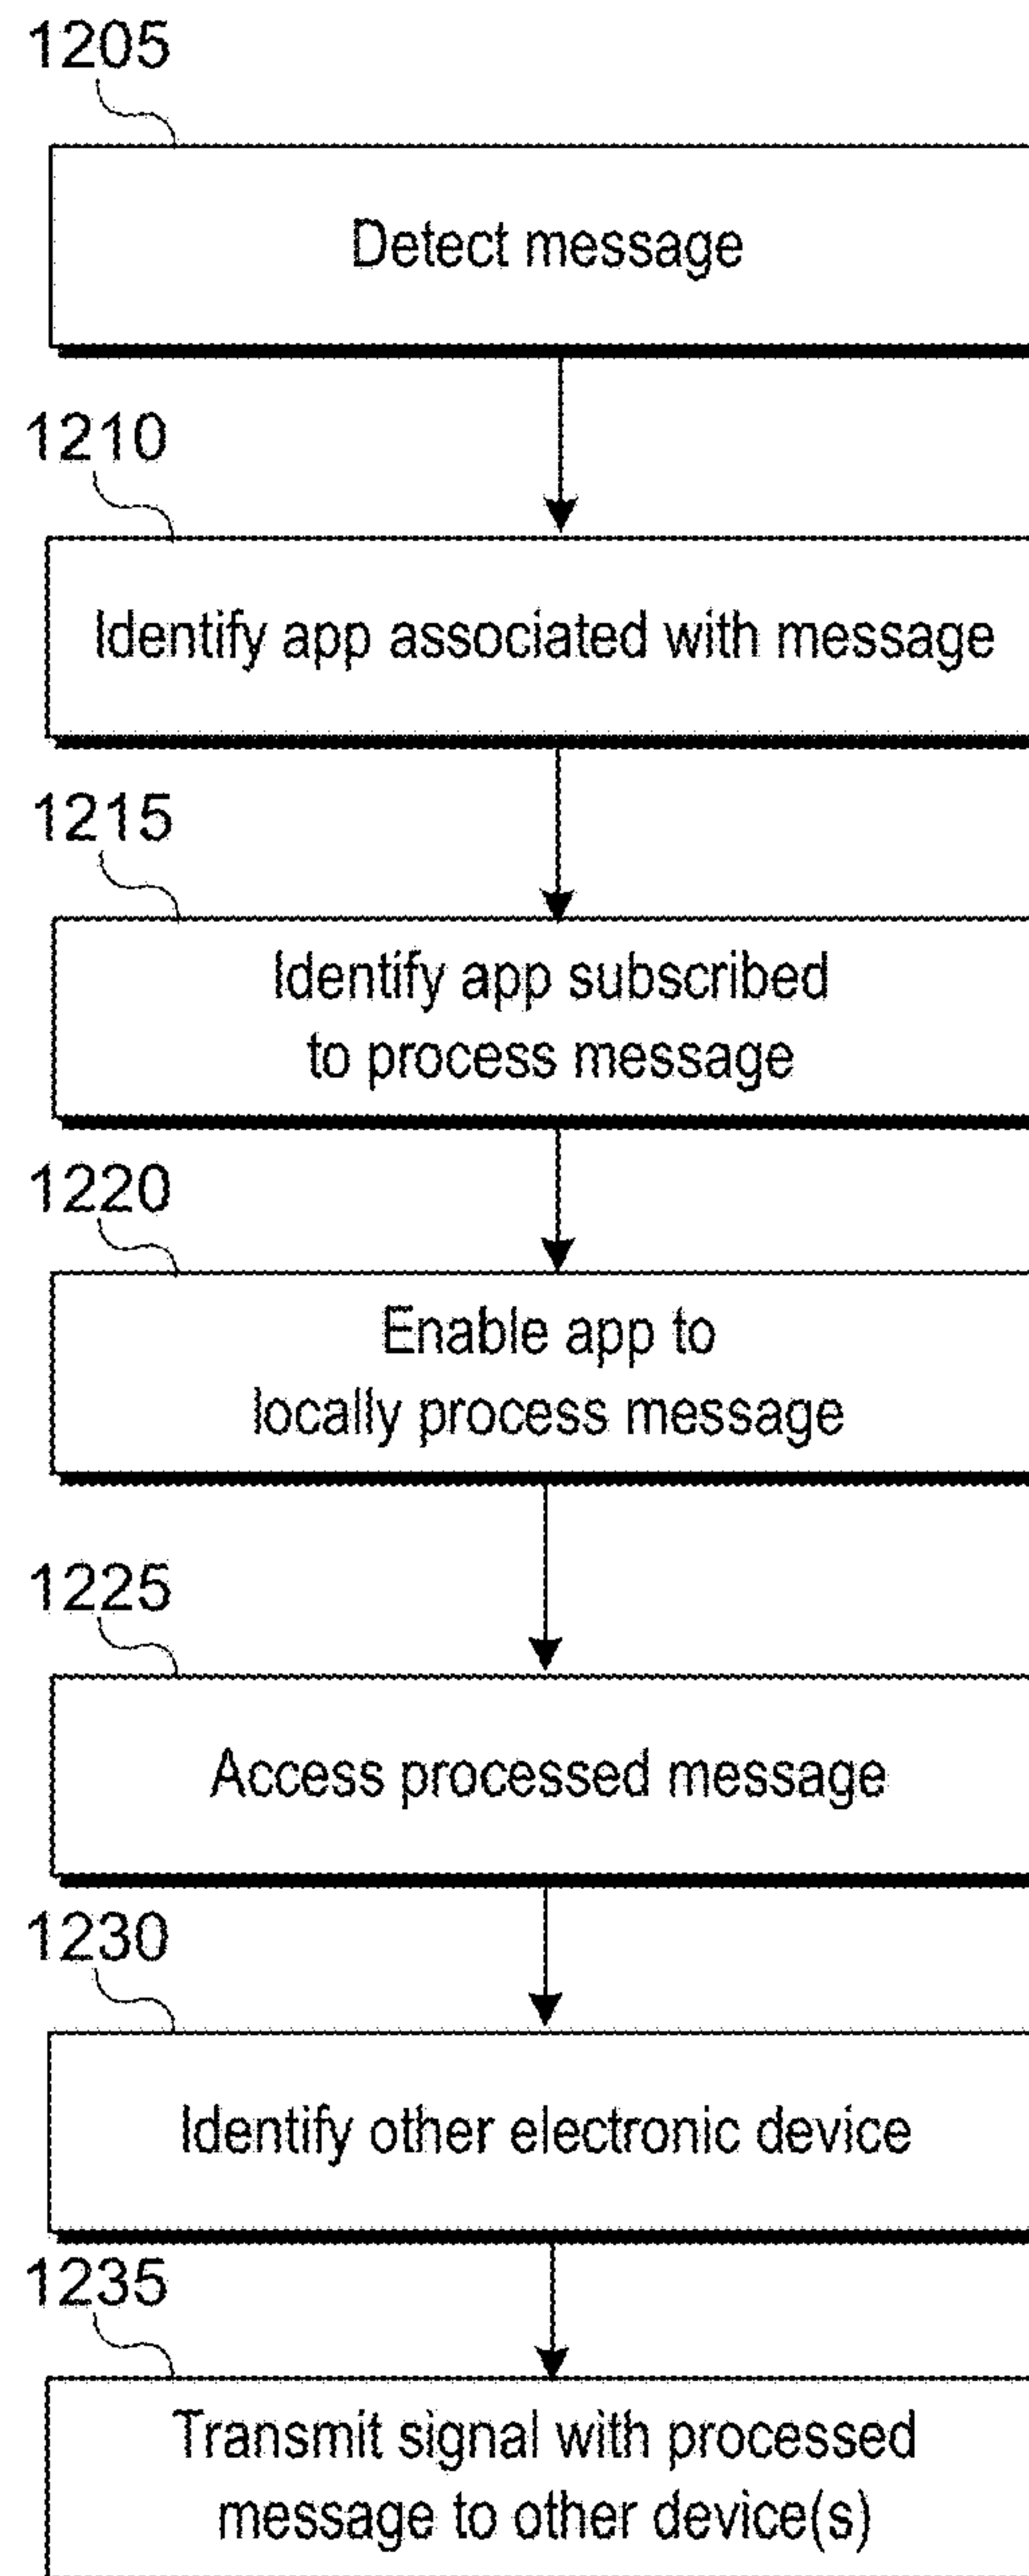 1205
Detect message
1210
Identify app associated with message
1215
Identify app subscribed
to process message
1220
Enable app to
locally process message
1225
Access processed message
1230
Identify other electronic device
1235
Transmit signal with processed
message to other device(s)